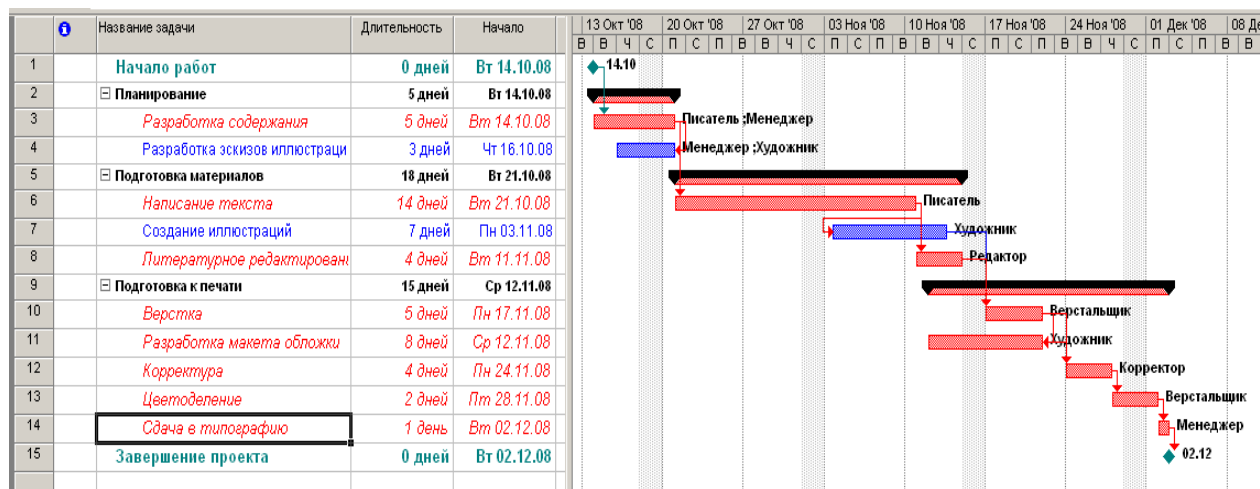 Название задачи Длительность Начало 13 Окт '08 20 Окт '08 27 Окт '08 03 Ноя '08 10 Ноя '08 17 Ноя '08 24 Ноя '08 01 Дек '08 08 Де
В В Ч С П С П В В Ч С П С П В В Ч С П С П В В Ч С П С П В В
1 Начало работ 0 дней Вт 14.10.08 14.10
2 Планирование 5 дней Вт 14.10.08
3 Разработка содержания 5 дней Вт 14.10.08 Писатель ;Менеджер
4 Разработка эскизов иллюстраци 3 дней Чт 16.10.08 Менеджер ;Художник
5 Подготовка материалов 18 дней Вт 21.10.08
6 Написание текста 14 дней Вт 21.10.08 Писатель
7 Создание иллюстраций 7 дней Пн 03.11.08 Художник
8 Литературное редактировани 4 дней Вт 11.11.08 Редактор
9 Подготовка к печати 15 дней Ср 12.11.08
10 Верстка 5 дней Пн 17.11.08 Верстальщик
11 Разработка макета обложки 8 дней Ср 12.11.08 Художник
12 Корректура 4 дней Пн 24.11.08 Корректор
13 Цветоделение 2 дней Пт 28.11.08 Верстальщик
14 Сдача в типографию 1 день Вт 02.12.08 Менеджер
15 Завершение проекта 0 дней Вт 02.12.08 02.12